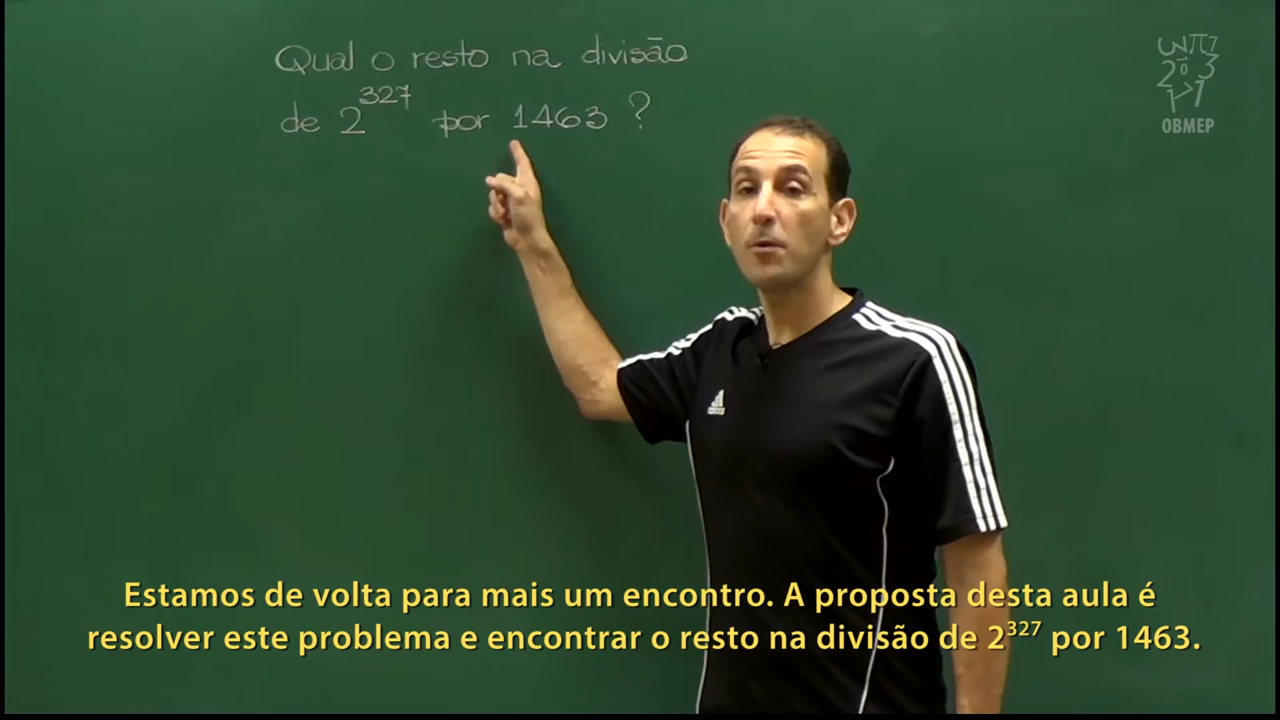 Qual o resto na divisão
de 2³²⁷ por 1463 ?
OBMEP
adidas
Estamos de volta para mais um encontro. A proposta desta aula é
resolver este problema e encontrar o resto na divisão de 2³²⁷ por 1463.